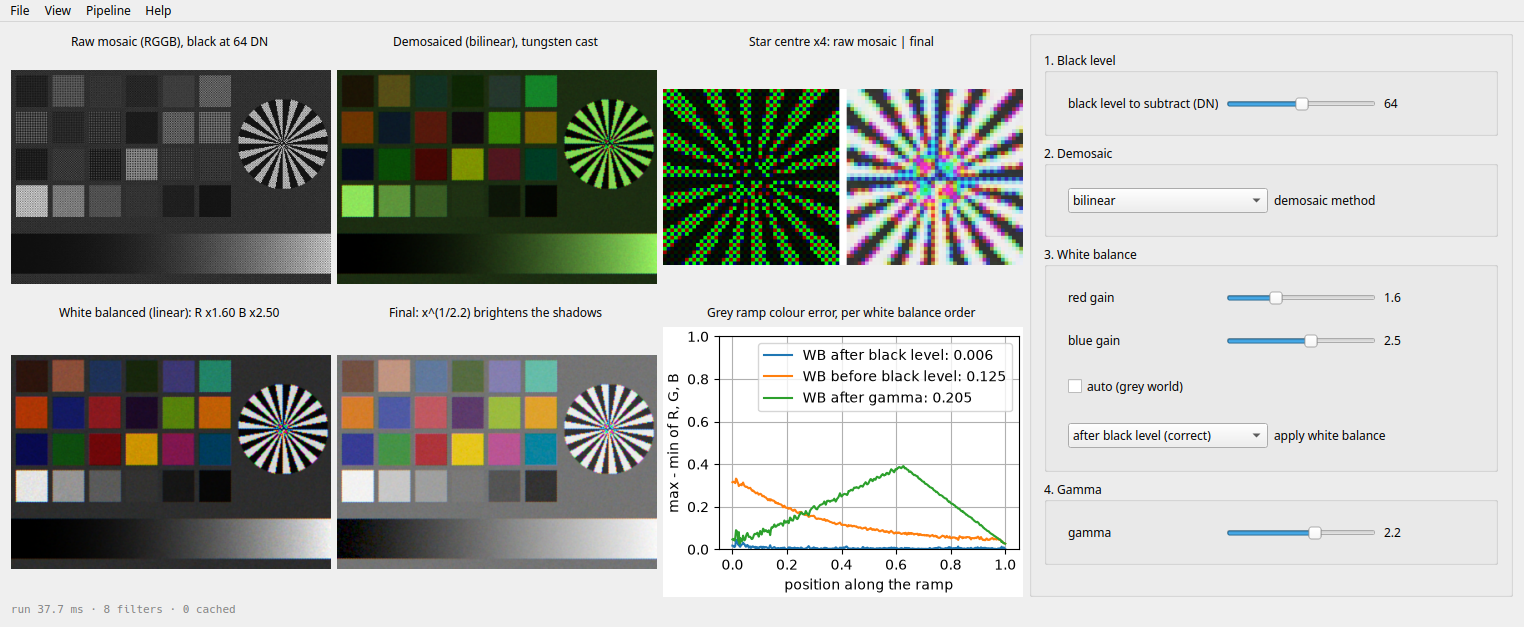 File View Pipeline Help
Raw mosaic (RGGB), black at 64 DN
Demosaiced (bilinear), tungsten cast
Star centre x4: raw mosaic | final
White balanced (linear): R x1.60 B x2.50
Final: x^(1/2.2) brightens the shadows
Grey ramp colour error, per white balance order
1.0
0.8
0.6
0.4
0.2
0.0
max - min of R, G, B
WB after black level: 0.006
WB before black level: 0.125
WB after gamma: 0.205
0.0 0.2 0.4 0.6 0.8 1.0
position along the ramp
1. Black level
black level to subtract (DN) 64
2. Demosaic
bilinear demosaic method
3. White balance
red gain 1.6
blue gain 2.5
auto (grey world)
after black level (correct) apply white balance
4. Gamma
gamma 2.2
run 37.7 ms · 8 filters · 0 cached